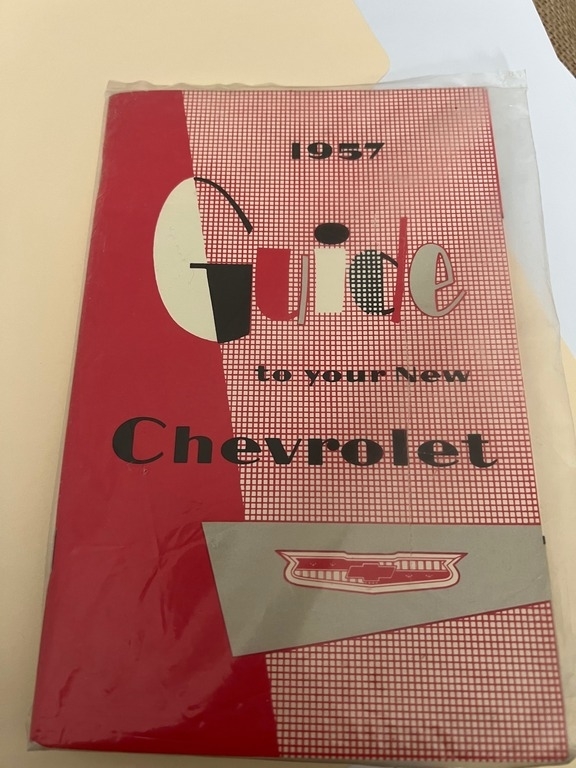 1957
Guide
to your New
Chevrolet